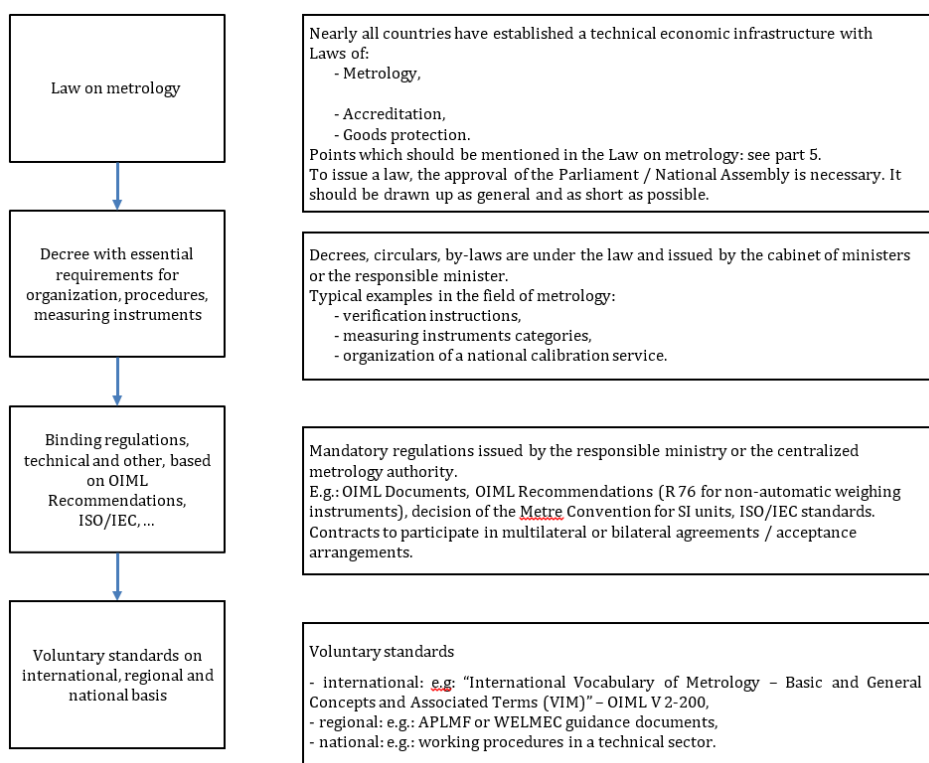 Law on metrology
Nearly all countries have established a technical economic infrastructure with
Laws of:
- Metrology,
- Accreditation,
- Goods protection.
Points which should be mentioned in the Law on metrology: see part 5.
To issue a law, the approval of the Parliament / National Assembly is necessary. It
should be drawn up as general and as short as possible.
Decree with essential
requirements for
organization, procedures,
measuring instruments
Decrees, circulars, by-laws are under the law and issued by the cabinet of ministers
or the responsible minister.
Typical examples in the field of metrology:
- verification instructions,
- measuring instruments categories,
- organization of a national calibration service.
Binding regulations,
technical and other, based
on OIML
Recommendations,
ISO/IEC, ...
Mandatory regulations issued by the responsible ministry or the centralized
metrology authority.
E.g.: OIML Documents, OIML Recommendations (R 76 for non-automatic weighing
instruments), decision of the Metre Convention for SI units, ISO/IEC standards.
Contracts to participate in multilateral or bilateral agreements / acceptance
arrangements.
Voluntary standards on
international, regional and
national basis
Voluntary standards
- international: e.g: “International Vocabulary of Metrology – Basic and General
Concepts and Associated Terms (VIM)” – OIML V 2-200,
- regional: e.g.: APLMF or WELMEC guidance documents,
- national: e.g.: working procedures in a technical sector.